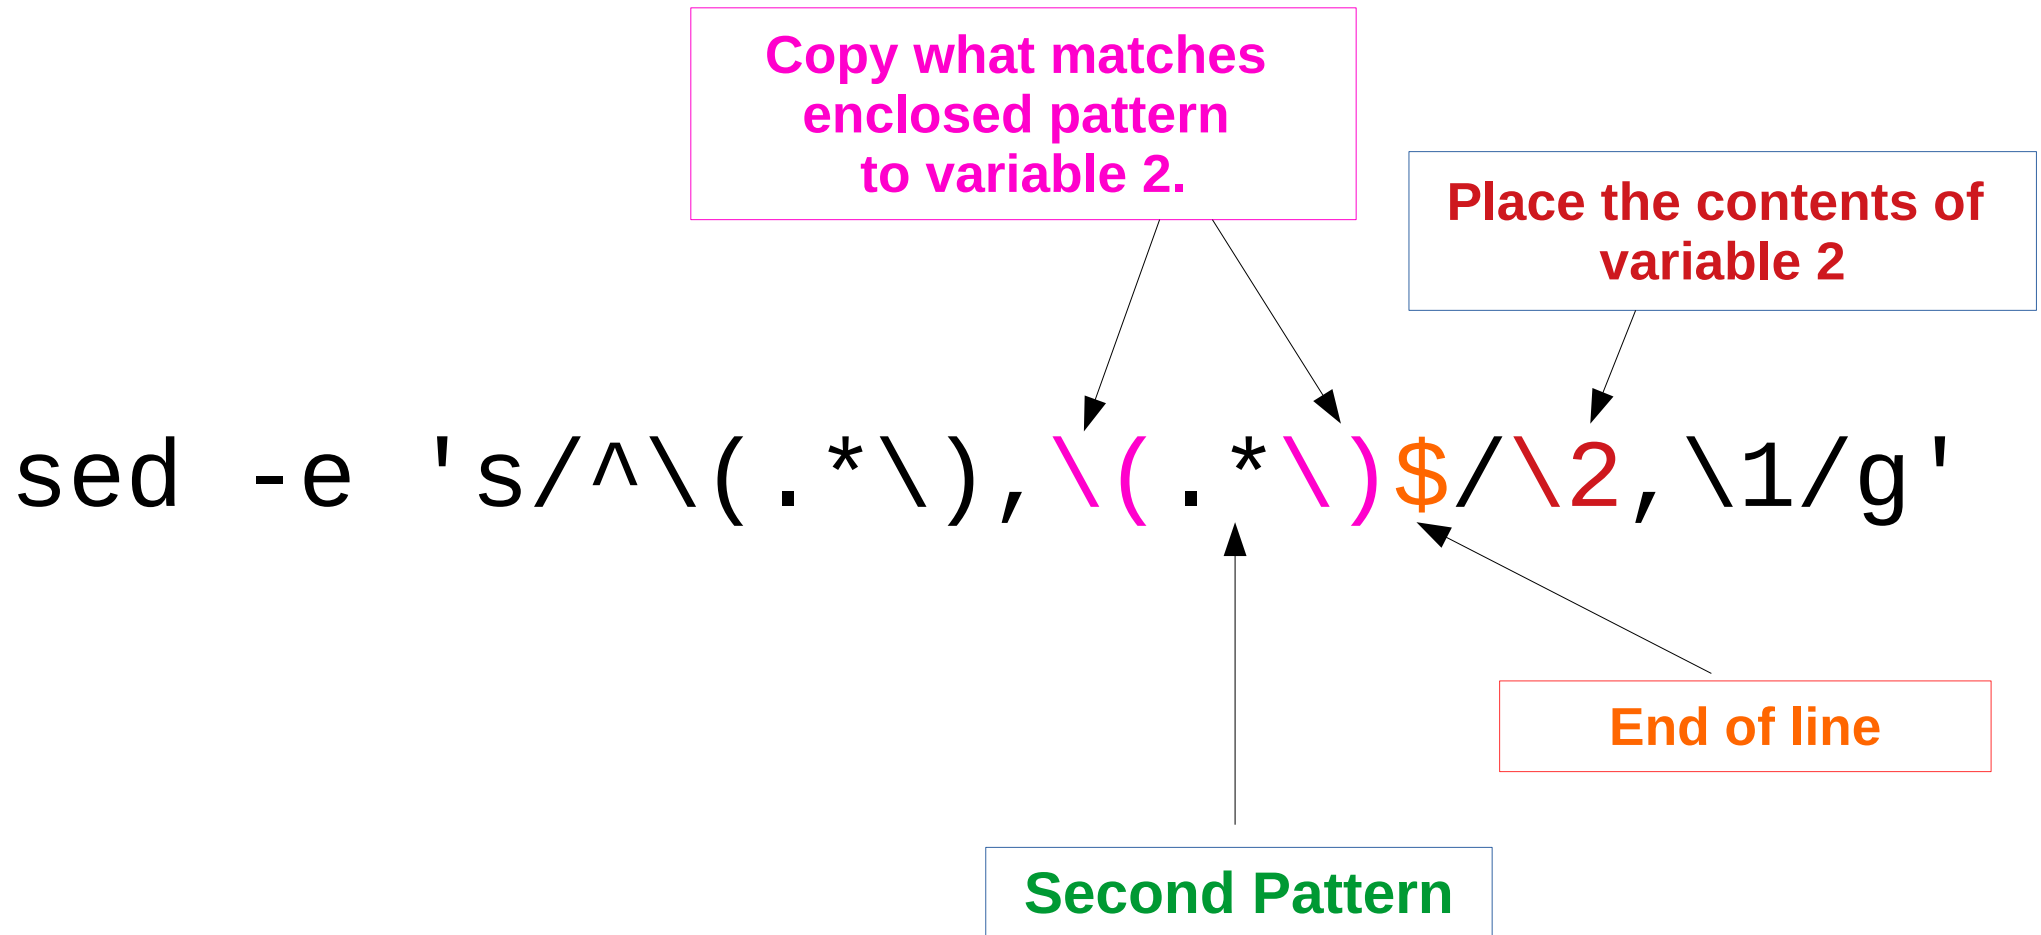 Copy what matches
enclosed pattern
to variable 2.
Place the contents of
variable 2
sed -e 's/^\(.*\),\(.*\)$/\2,\1/g'
End of line
Second Pattern